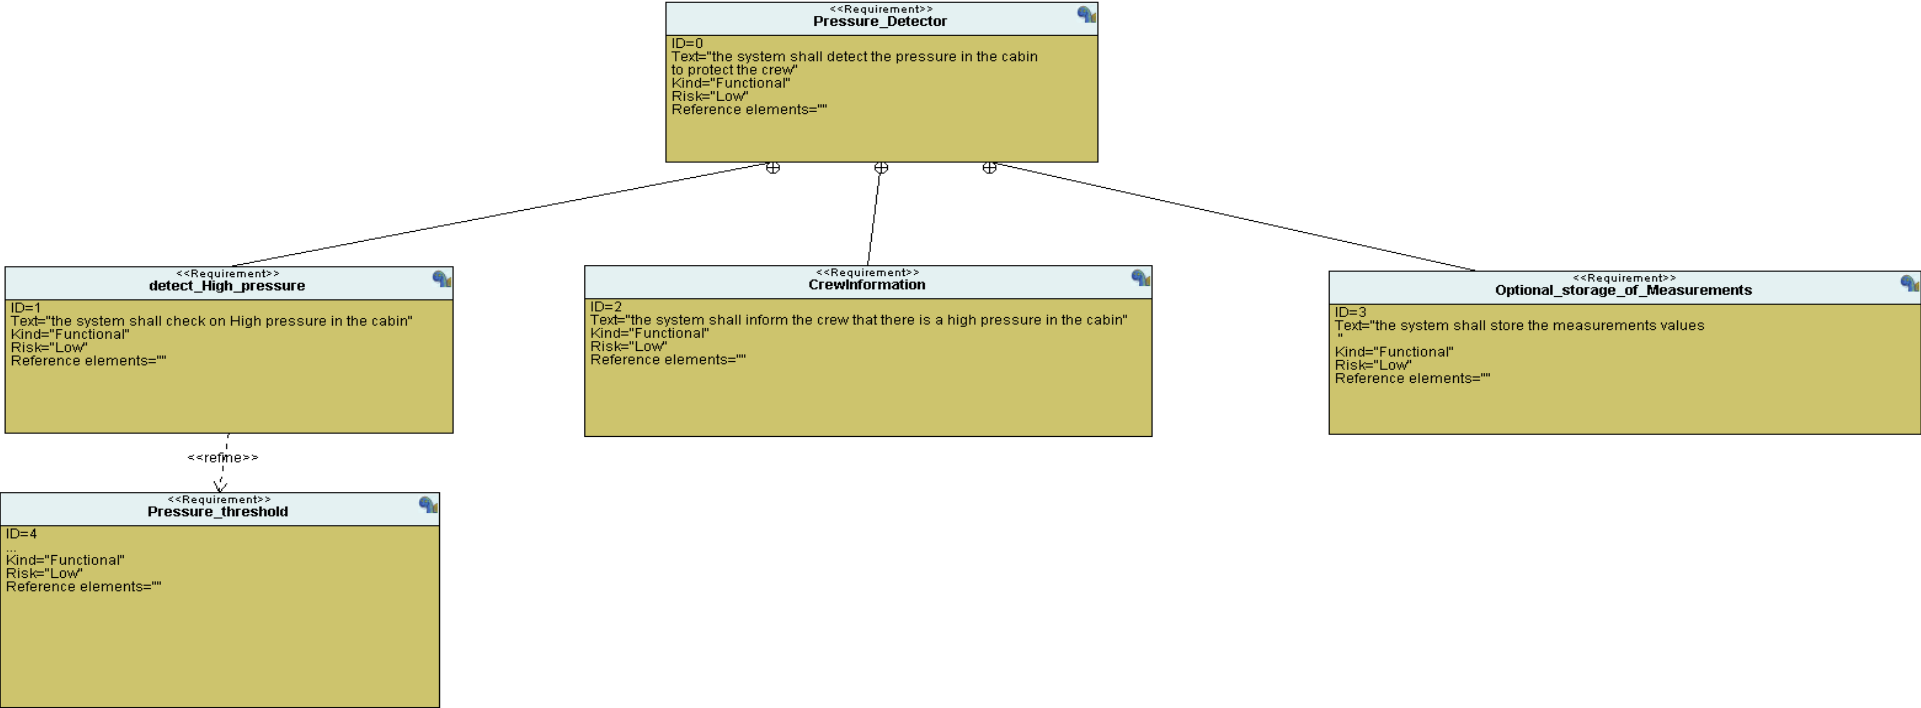 <<Requirement>>
Pressure_Detector
ID=0
Text="the system shall detect the pressure in the cabin
to protect the crew"
Kind="Functional"
Risk="Low"
Reference elements=""
<<Requirement>>
detect_High_pressure
ID=1
Text="the system shall check on High pressure in the cabin"
Kind="Functional"
Risk="Low"
Reference elements=""
<<Requirement>>
CrewInformation
ID=2
Text="the system shall inform the crew that there is a high pressure in the cabin"
Kind="Functional"
Risk="Low"
Reference elements=""
<<Requirement>>
Optional_storage_of_Measurements
ID=3
Text="the system shall store the measurements values
"
Kind="Functional"
Risk="Low"
Reference elements=""
<<refine>>
<<Requirement>>
Pressure_threshold
ID=4
...
Kind="Functional"
Risk="Low"
Reference elements=""